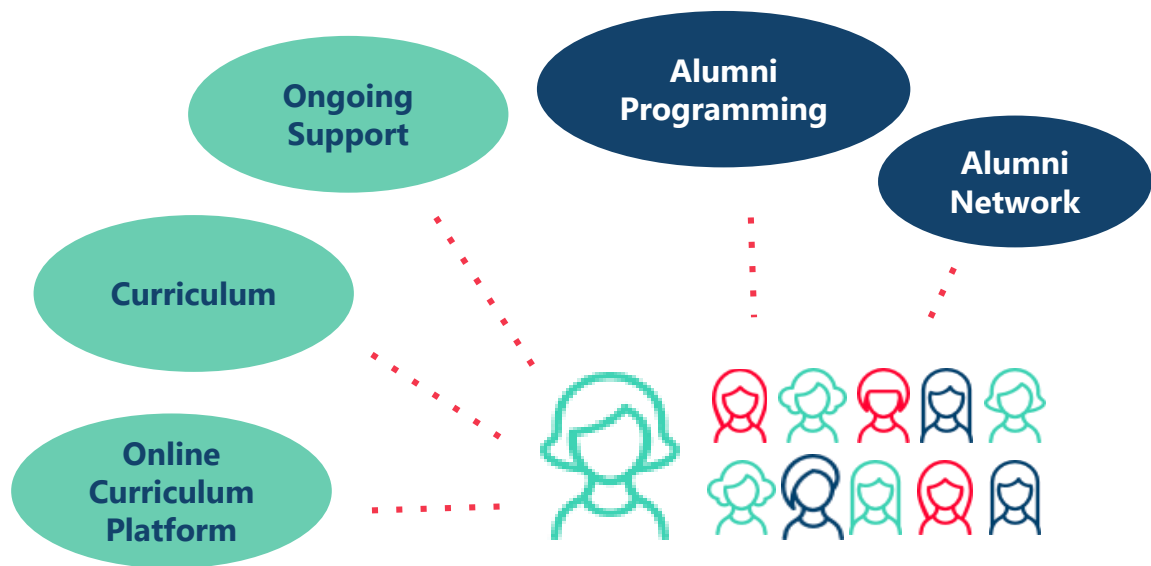 Ongoing
Support
Alumni
Programming
Alumni
Network
Curriculum
Online
Curriculum
Platform